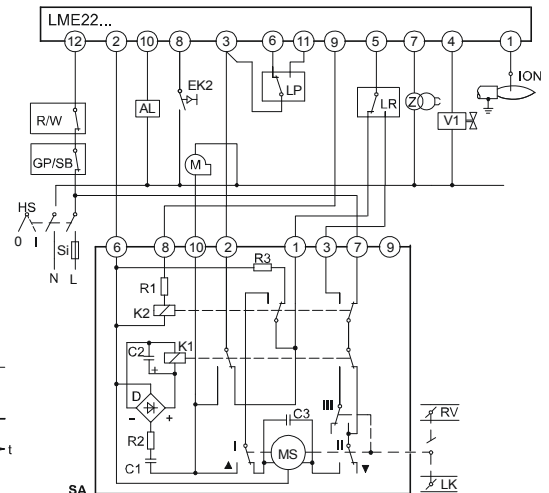 LME22...
12 2 10 8 3 6 11 9 5 7 4 1
ION
EK2
LP
R/W
AL
LR
Z
V1
GP/SB
M
HS
0 I
Si
N L
6 8 10 2 1 3 7 9
R3
R1
K2
C2
K1
+
D
- +
C3
III
RV
R2
I
MS
II
C1
LK
t
SA